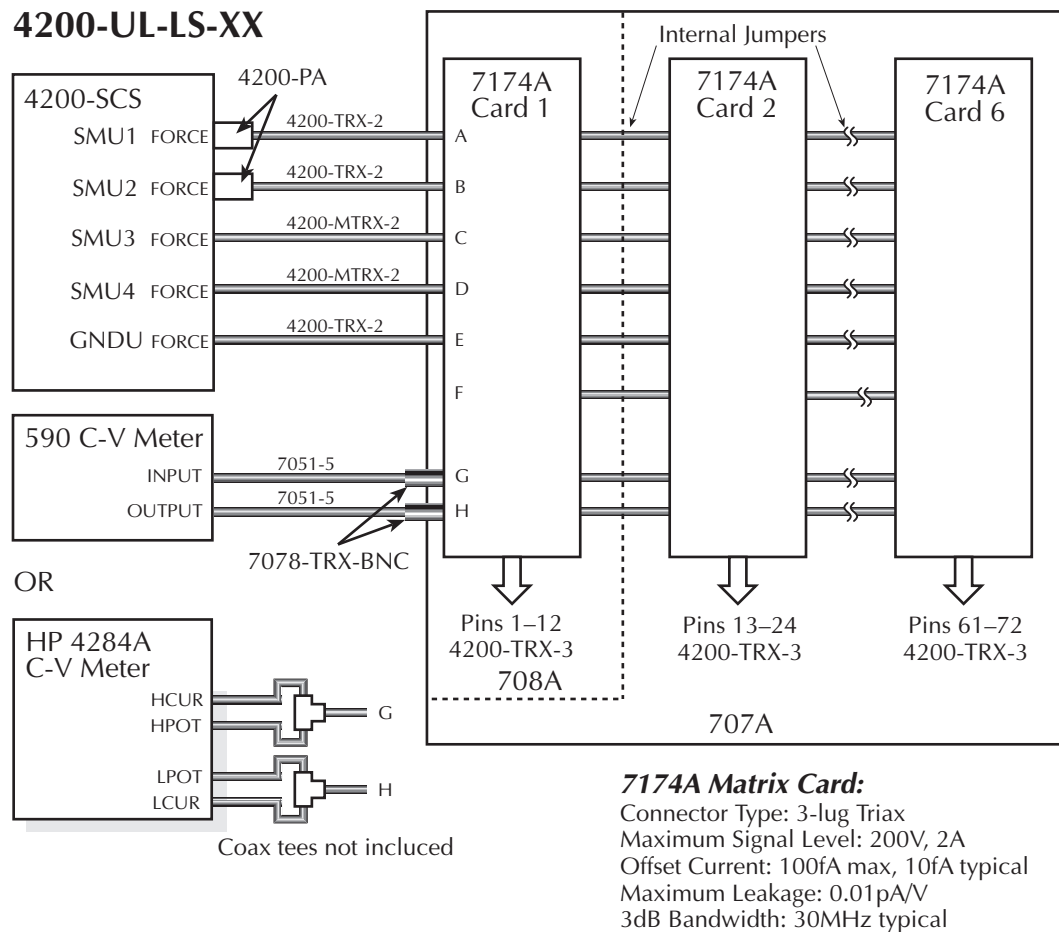 4200-UL-LS-XX
4200-SCS
4200-PA
SMU1 FORCE
4200-TRX-2
SMU2 FORCE
4200-TRX-2
SMU3 FORCE
4200-MTRX-2
SMU4 FORCE
4200-MTRX-2
GNDU FORCE
4200-TRX-2
590 C-V Meter
INPUT
7051-5
OUTPUT
7051-5
7078-TRX-BNC
OR
HP 4284A
C-V Meter
HCUR
HPOT
G
LPOT
LCUR
H
Coax tees not included
Internal Jumpers
7174A
Card 1
A
B
C
D
E
F
G
H
Pins 1–12
4200-TRX-3
708A
7174A
Card 2
Pins 13–24
4200-TRX-3
7174A
Card 6
Pins 61–72
4200-TRX-3
707A
7174A Matrix Card:
Connector Type: 3-lug Triax
Maximum Signal Level: 200V, 2A
Offset Current: 100fA max, 10fA typical
Maximum Leakage: 0.01pA/V
3dB Bandwidth: 30MHz typical